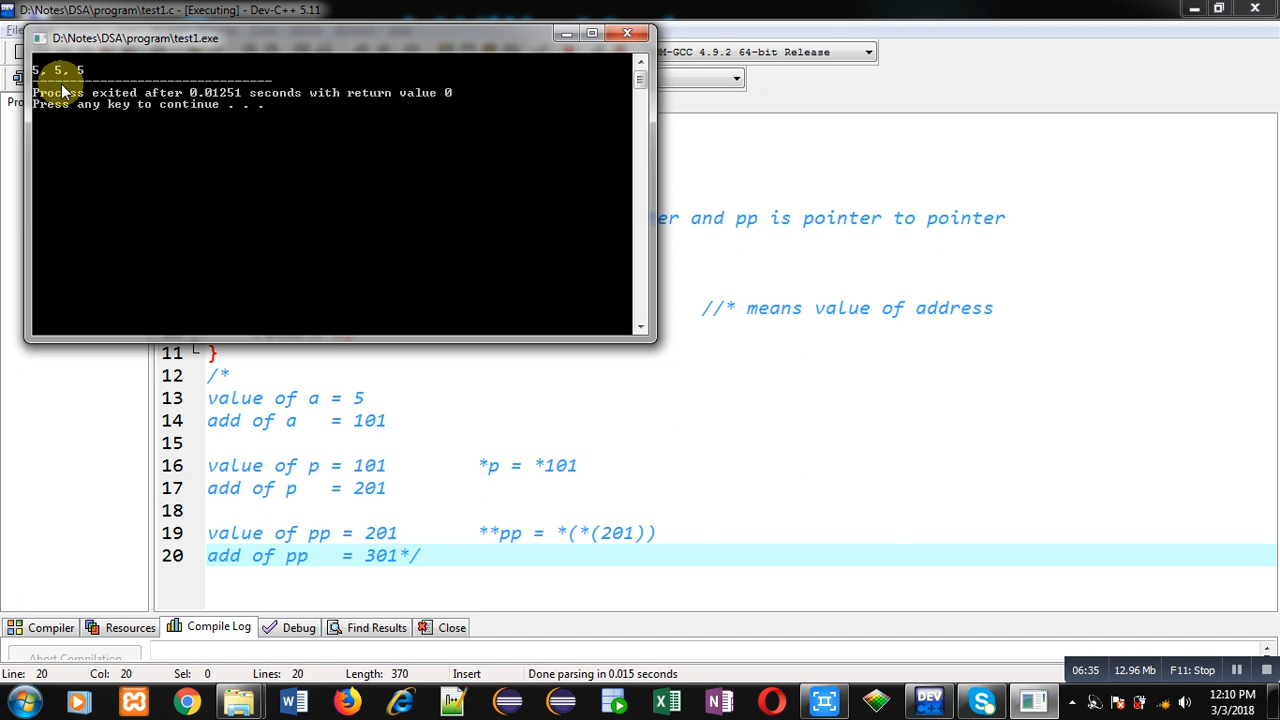 D:\Notes\DSA\program\test1.c - [Executing] - Dev-C++ 5.11
D:\Notes\DSA\program\test1.exe
M-GCC 4.9.2 64-bit Release
5, 5, 5
--------------------------------
Process exited after 0.01251 seconds with return value 0
Press any key to continue . . .
er and pp is pointer to pointer
//* means value of address
11 }
12 /*
13 value of a = 5
14 add of a = 101
15
16 value of p = 101 *p = *101
17 add of p = 201
18
19 value of pp = 201 **pp = *(*(201))
20 add of pp = 301*/
Compiler Resources Compile Log Debug Find Results Close
Abort Compilation
Line: 20 Col: 20 Sel: 0 Lines: 20 Length: 370 Insert Done parsing in 0.015 seconds
06:35 12.96 Mb F11: Stop
DEV
12:10 PM
3/3/2018